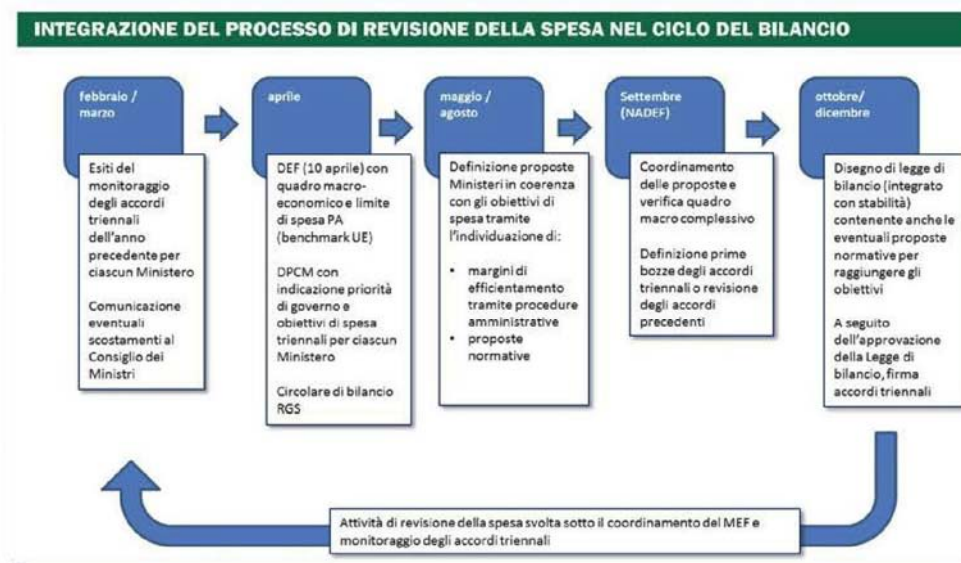 INTEGRAZIONE DEL PROCESSO DI REVISIONE DELLA SPESA NEL CICLO DEL BILANCIO
febbraio /
marzo
Esiti del
monitoraggio
degli accordi
triennali
dell'anno
precedente per
ciascun Ministero
Comunicazione
eventuali
scostamenti al
Consiglio dei
Ministri
aprile
DEF (10 aprile) con
quadro macro-
economico e limite
di spesa PA
(benchmark UE)
DPCM con
indicazione priorità
di governo e
obiettivi di spesa
triennali per ciascun
Ministero
Circolare di bilancio
RGS
maggio /
agosto
Definizione proposte
Ministeri in coerenza
con gli obiettivi di
spesa tramite
l'individuazione di:
• margini di
efficientamento
tramite procedure
amministrative
• proposte
normative
Settembre
(NADEF)
Coordinamento
delle proposte e
verifica quadro
macro complessivo
Definizione prime
bozze degli accordi
triennali o revisione
degli accordi
precedenti
ottobre/
dicembre
Disegno di legge di
bilancio (integrato
con stabilità)
contenente anche le
eventuali proposte
normative per
raggiungere gli
obiettivi
A seguito
dell'approvazione
della Legge di
bilancio, firma
accordi triennali
Attività di revisione della spesa svolta sotto il coordinamento del MEF e
monitoraggio degli accordi triennali